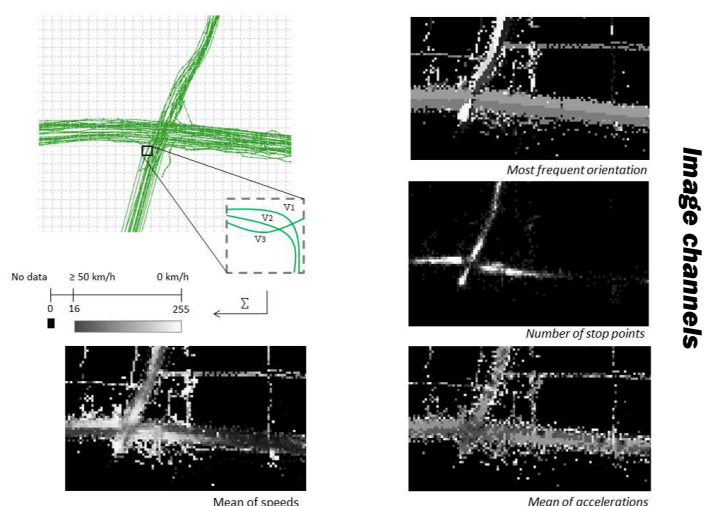 Most frequent orientation
Image channels
V1
V2
V3
No data
≥ 50 km/h
0 km/h
0
16
255
Σ
Number of stop points
Mean of speeds
Mean of accelerations